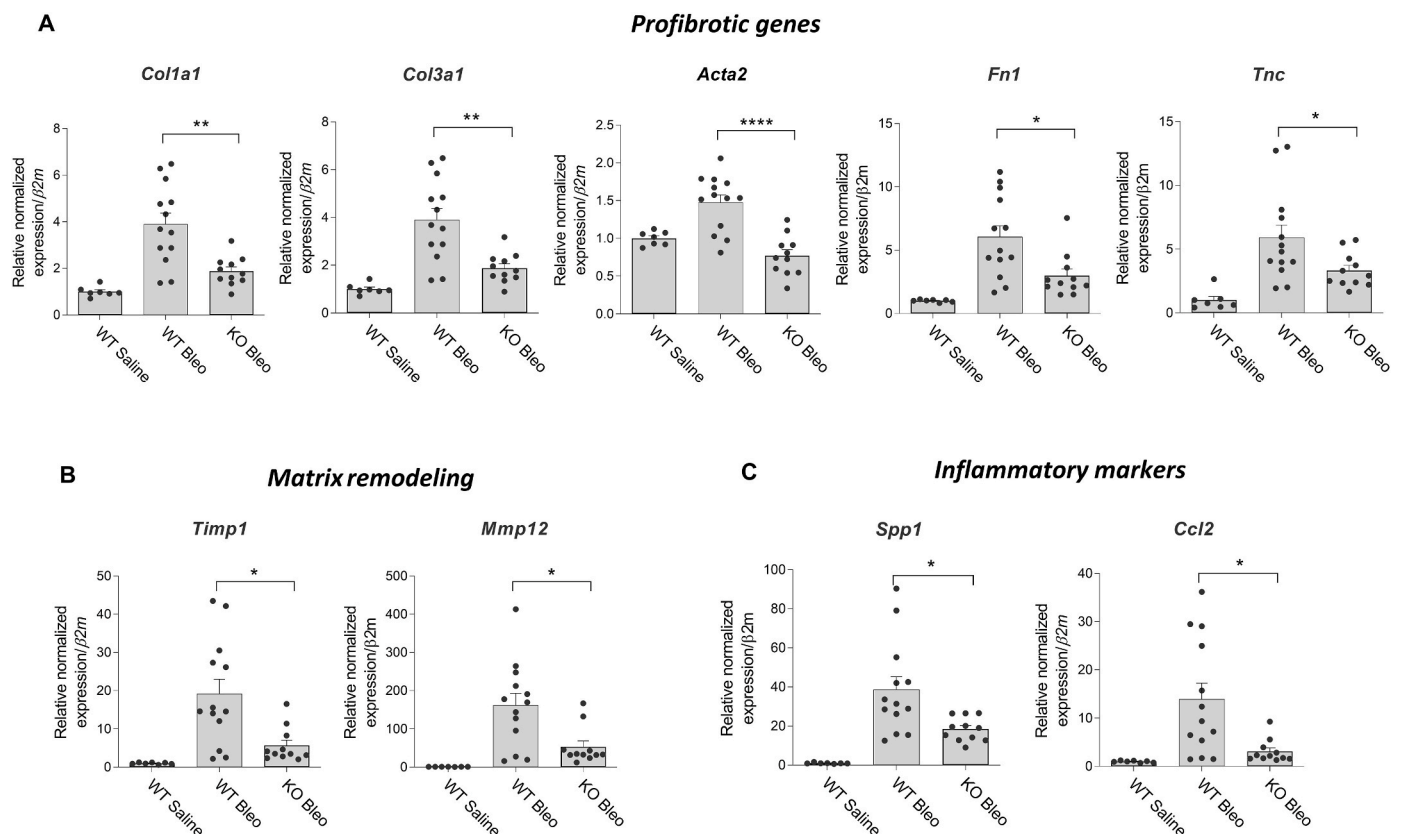 A
Profibrotic genes
Col1a1
Relative normalized
expression/β2m
8
6
4
2
0
**
WT Saline
WT Bleo
KO Bleo
Col3a1
Relative normalized
expression/β2m
8
6
4
2
0
**
WT Saline
WT Bleo
KO Bleo
Acta2
Relative normalized
expression/β2m
2.5
2.0
1.5
1.0
0.5
0.0
****
WT Saline
WT Bleo
KO Bleo
Fn1
Relative normalized
expression/β2m
15
10
5
0
*
WT Saline
WT Bleo
KO Bleo
Tnc
Relative normalized
expression/β2m
15
10
5
0
*
WT Saline
WT Bleo
KO Bleo
B
Matrix remodeling
Timp1
Relative normalized
expression/β2m
50
40
30
20
10
0
*
WT Saline
WT Bleo
KO Bleo
Mmp12
Relative normalized
expression/β2m
500
400
300
200
100
0
*
WT Saline
WT Bleo
KO Bleo
C
Inflammatory markers
Spp1
Relative normalized
expression/β2m
100
80
60
40
20
0
*
WT Saline
WT Bleo
KO Bleo
Ccl2
Relative normalized
expression/β2m
40
30
20
10
0
*
WT Saline
WT Bleo
KO Bleo